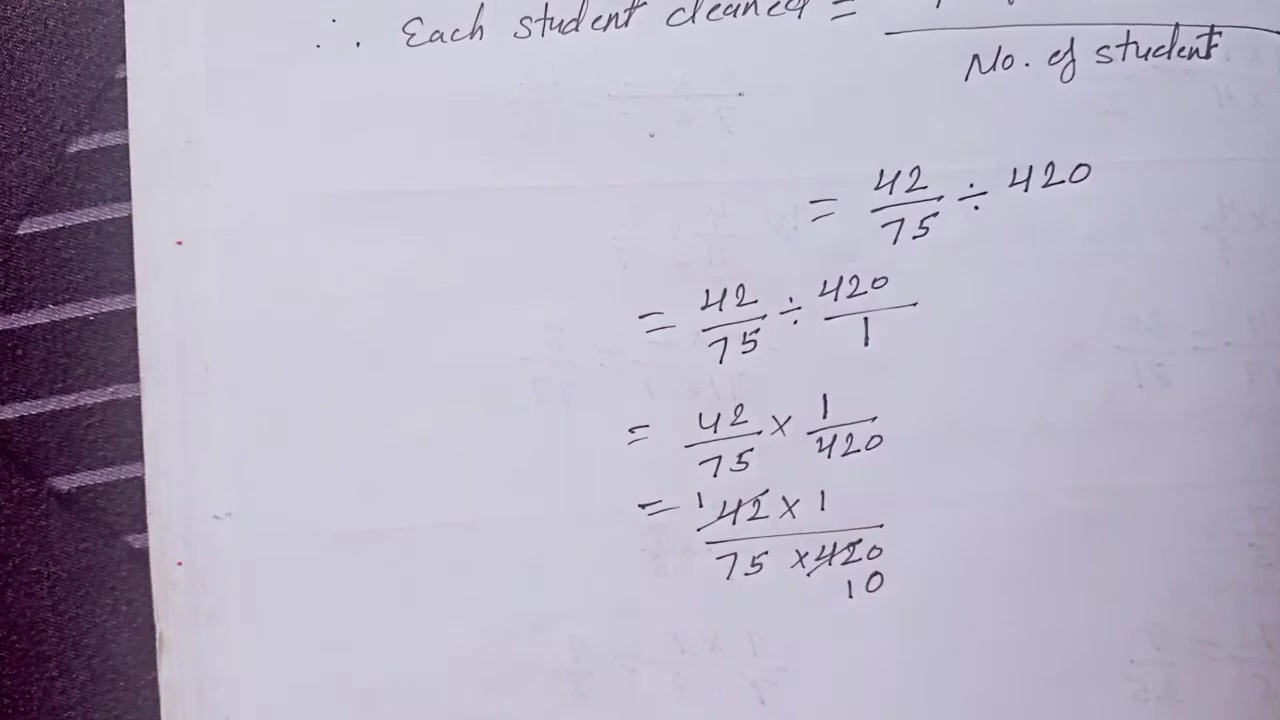 ∴ Each student cleaned =
No. of student
= 42/75 ÷ 420
= 42/75 ÷ 420/1
= 42/75 × 1/420
= 1 42 × 1
75 × 420
10